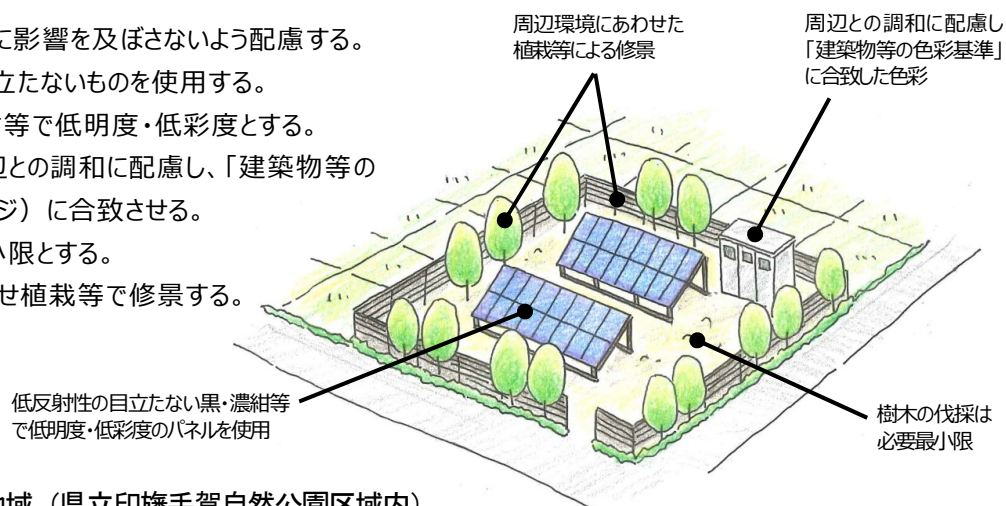 に影響を及ぼさないよう配慮する。
立たないものを使用する。
等で低明度・低彩度とする。
辺との調和に配慮し、「建築物等の
ジ）に合致させる。
小限とする。
せ植栽等で修景する。
周辺環境にあわせた
植栽等による修景
周辺との調和に配慮し
「建築物等の色彩基準」
に合致した色彩
低反射性の目立たない黒・濃紺等
で低明度・低彩度のパネルを使用
樹木の伐採は
必要最小限
域（県立印旛手賀自然公園区域内）